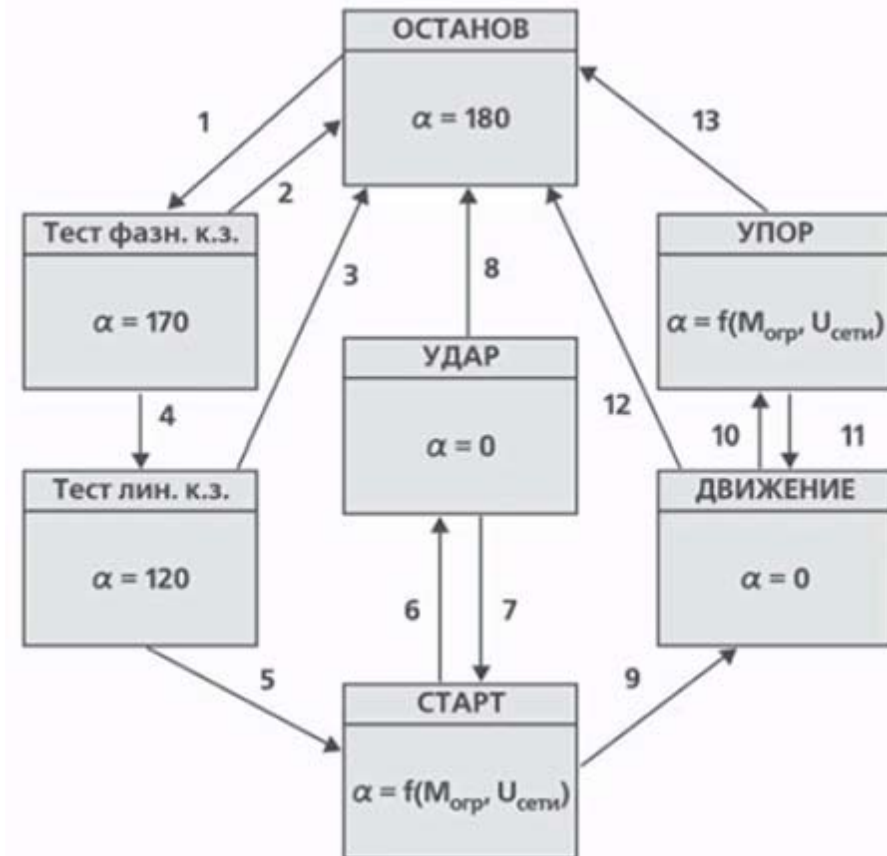 ОСТАНОВ
α = 180
1
2
13
Тест фазн. к.з.
α = 170
3
8
УПОР
α = f(Mогр, Uсети)
УДАР
α = 0
4
12
10
11
Тест лин. к.з.
α = 120
ДВИЖЕНИЕ
α = 0
6
7
5
9
СТАРТ
α = f(Mогр, Uсети)